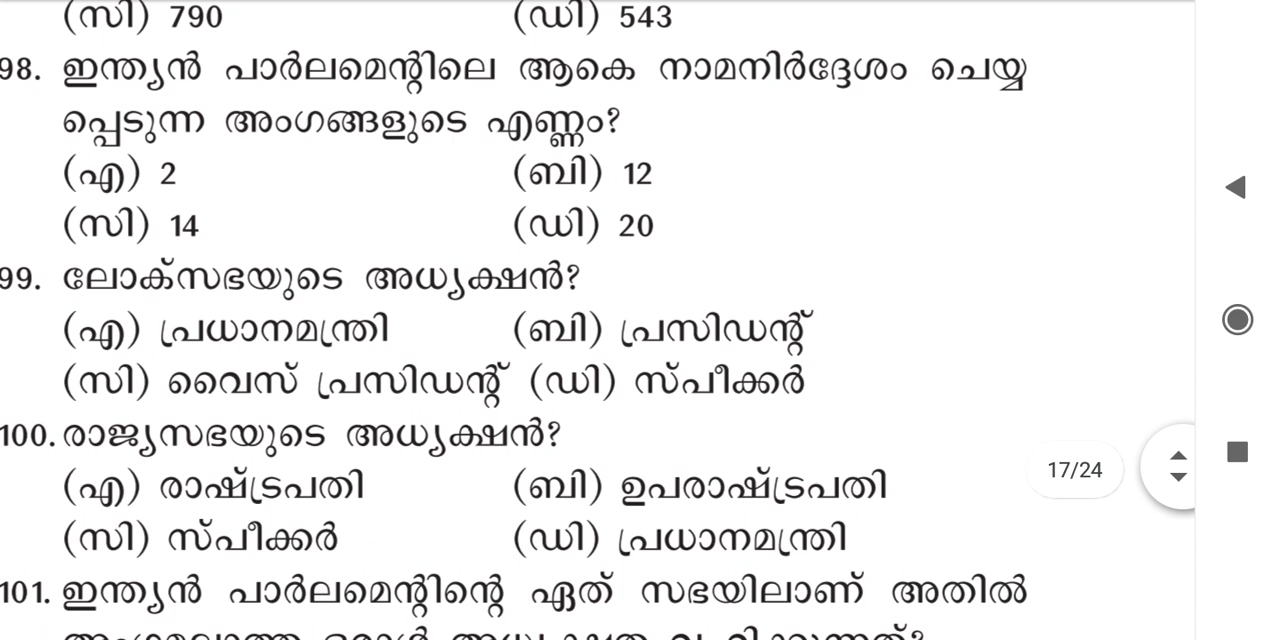 (സി) 790 (ഡി) 543
98. ഇന്ത്യൻ പാർലമെന്റിലെ ആകെ നാമനിർദ്ദേശം ചെയ്യ
പ്പെടുന്ന അംഗങ്ങളുടെ എണ്ണം?
(എ) 2 (ബി) 12
(സി) 14 (ഡി) 20
99. ലോക്സഭയുടെ അധ്യക്ഷൻ?
(എ) പ്രധാനമന്ത്രി (ബി) പ്രസിഡന്റ്
(സി) വൈസ് പ്രസിഡന്റ് (ഡി) സ്പീക്കർ
100. രാജ്യസഭയുടെ അധ്യക്ഷൻ?
(എ) രാഷ്ട്രപതി (ബി) ഉപരാഷ്ട്രപതി
17/24
(സി) സ്പീക്കർ (ഡി) പ്രധാനമന്ത്രി
101. ഇന്ത്യൻ പാർലമെന്റിന്റെ ഏത് സഭയിലാണ് അതിൽ